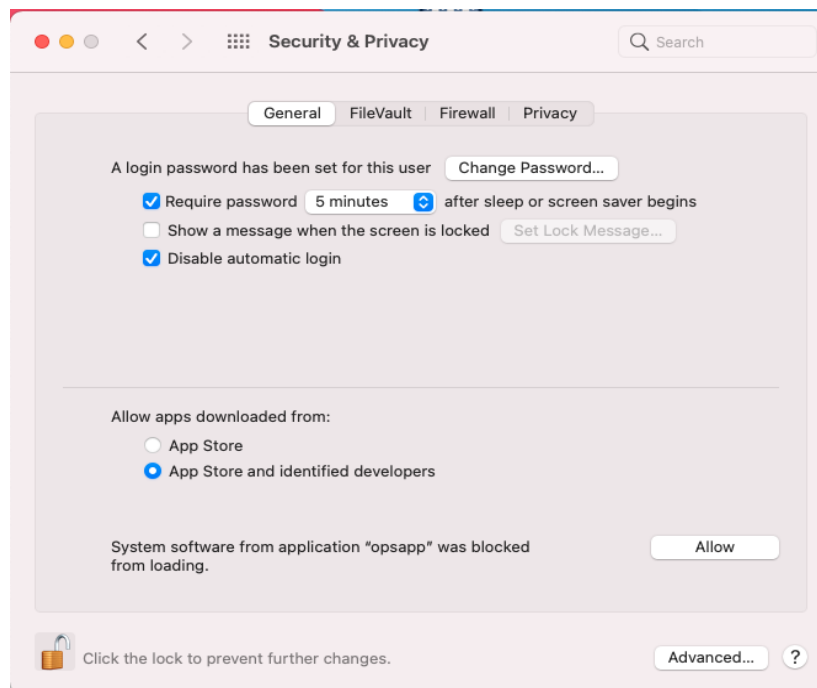 Security & Privacy
Search
General FileVault Firewall Privacy
A login password has been set for this user Change Password...
Require password 5 minutes after sleep or screen saver begins
Show a message when the screen is locked Set Lock Message...
Disable automatic login
Allow apps downloaded from:
App Store
App Store and identified developers
System software from application “opsapp” was blocked Allow
from loading.
Click the lock to prevent further changes. Advanced... ?